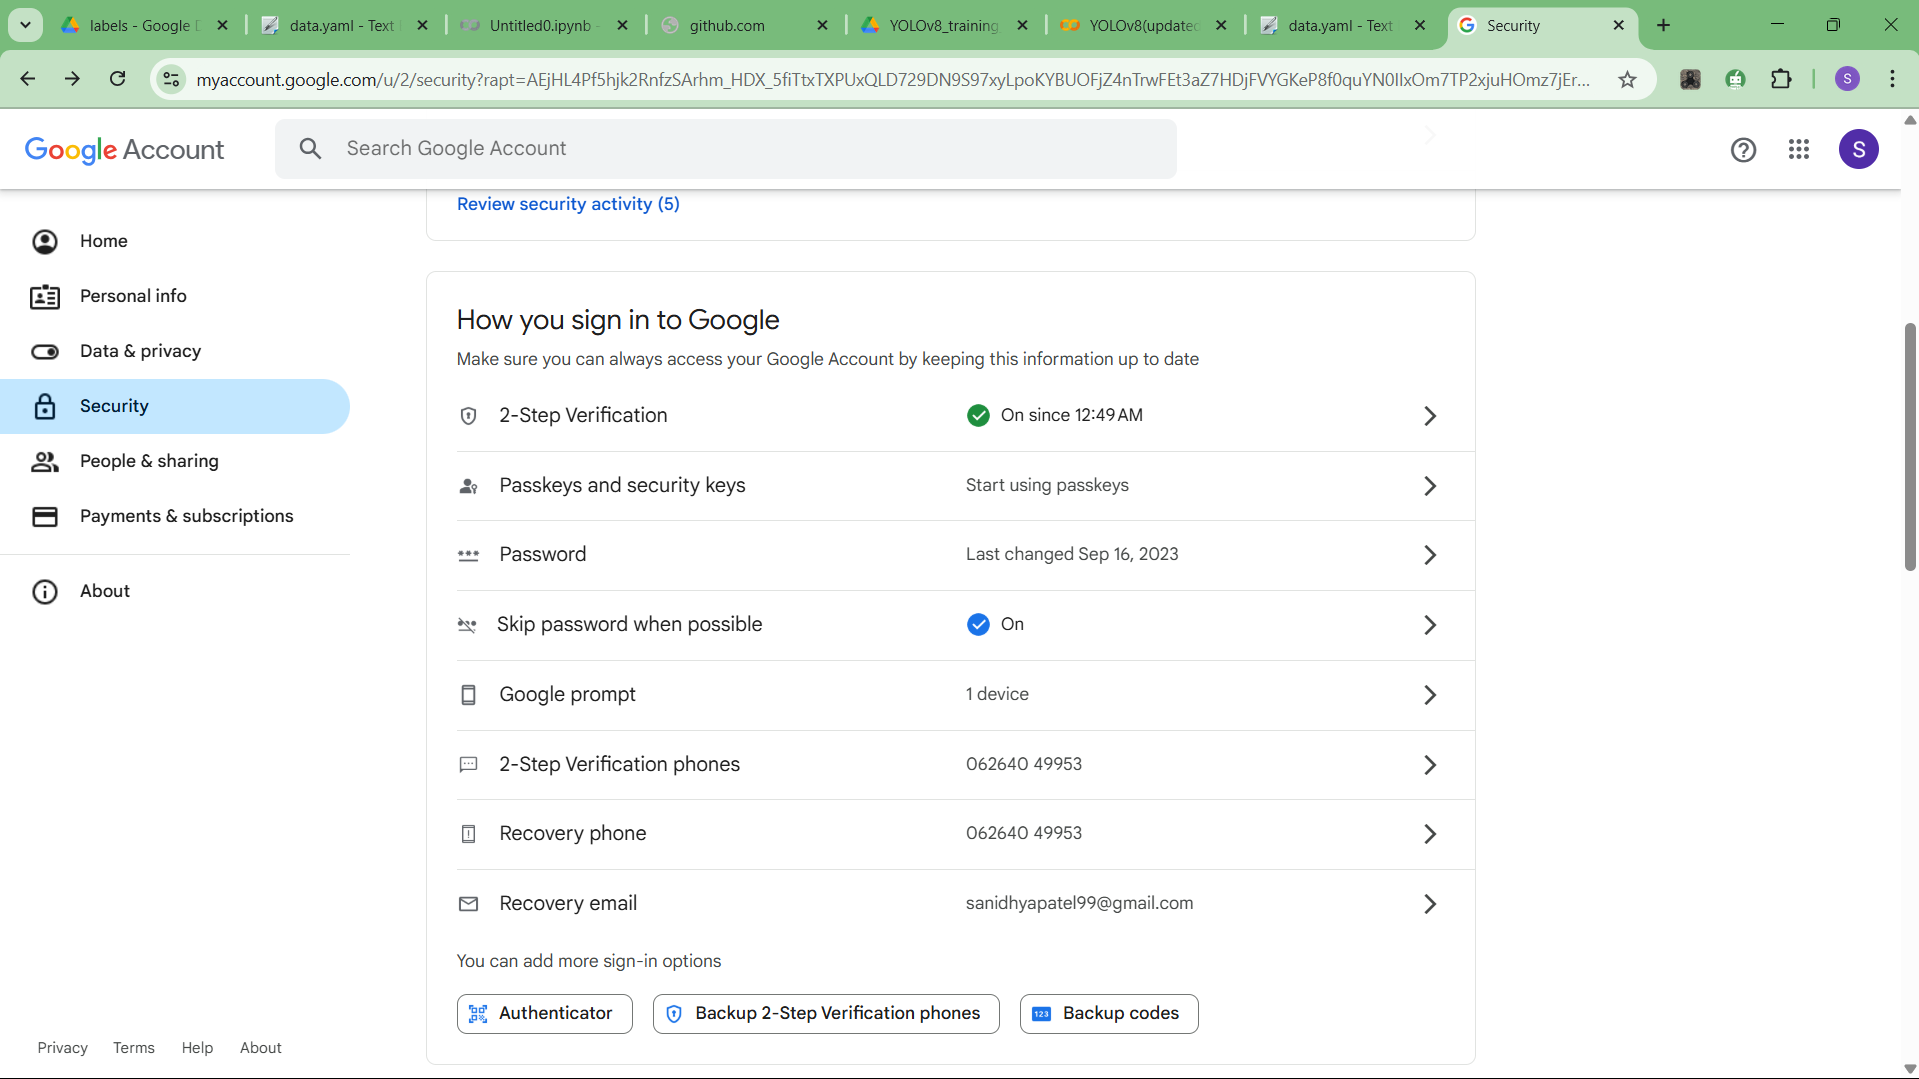 labels - Google D
data.yaml - Text
Untitled0.ipynb -
github.com
YOLOv8_training_
YOLOv8(updated
data.yaml - Text
Security
myaccount.google.com/u/2/security?rapt=AEjHL4Pf5hjk2RnfzSArhm_HDX_5fiTtxTXPUxQLD729DN9S97xyLpoKYBUOFjZ4nTrwFEt3aZ7HDjFVYGKeP8f0quYN0IIxOm7TP2xjuHOmz7jEr...
S
Google Account
Search Google Account
S
Review security activity (5)
Home
Personal info
Data & privacy
Security
People & sharing
Payments & subscriptions
About
How you sign in to Google
Make sure you can always access your Google Account by keeping this information up to date
2-Step Verification
On since 12:49 AM
Passkeys and security keys
Start using passkeys
Password
Last changed Sep 16, 2023
Skip password when possible
On
Google prompt
1 device
2-Step Verification phones
062640 49953
Recovery phone
062640 49953
Recovery email
sanidhyapatel99@gmail.com
You can add more sign-in options
Authenticator
Backup 2-Step Verification phones
123
Backup codes
Privacy
Terms
Help
About